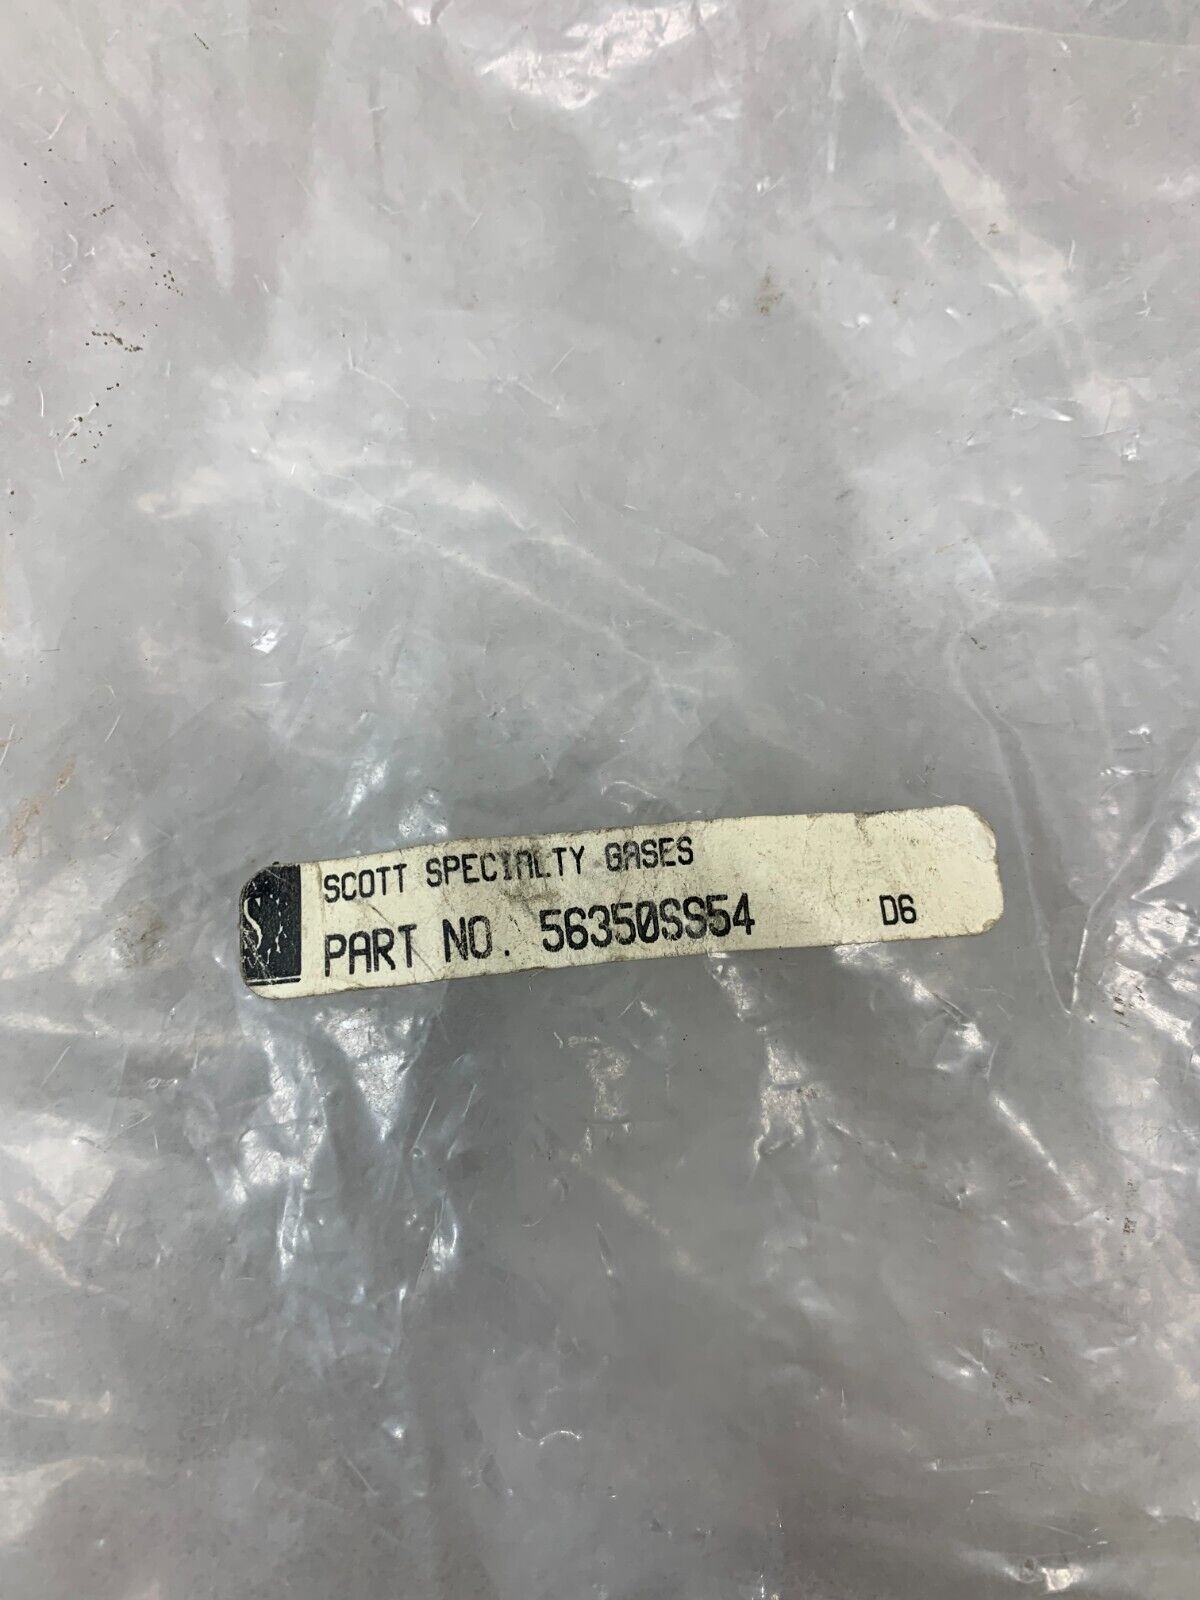 S
SCOTT SPECIALTY GASES
PART NO. 56350SS54 D6